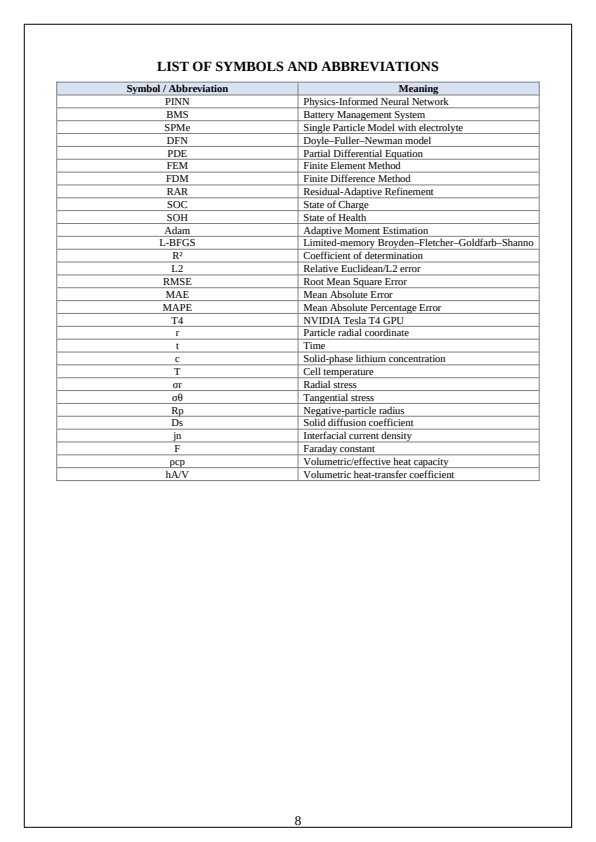 LIST OF SYMBOLS AND ABBREVIATIONS
Symbol / Abbreviation Meaning
PINN Physics-Informed Neural Network
BMS Battery Management System
SPMe Single Particle Model with electrolyte
DFN Doyle–Fuller–Newman model
PDE Partial Differential Equation
FEM Finite Element Method
FDM Finite Difference Method
RAR Residual-Adaptive Refinement
SOC State of Charge
SOH State of Health
Adam Adaptive Moment Estimation
L-BFGS Limited-memory Broyden–Fletcher–Goldfarb–Shanno
R² Coefficient of determination
L2 Relative Euclidean/L2 error
RMSE Root Mean Square Error
MAE Mean Absolute Error
MAPE Mean Absolute Percentage Error
T4 NVIDIA Tesla T4 GPU
r Particle radial coordinate
t Time
c Solid-phase lithium concentration
T Cell temperature
σr Radial stress
σθ Tangential stress
Rp Negative-particle radius
Ds Solid diffusion coefficient
jn Interfacial current density
F Faraday constant
ρcp Volumetric/effective heat capacity
hA/V Volumetric heat-transfer coefficient
8